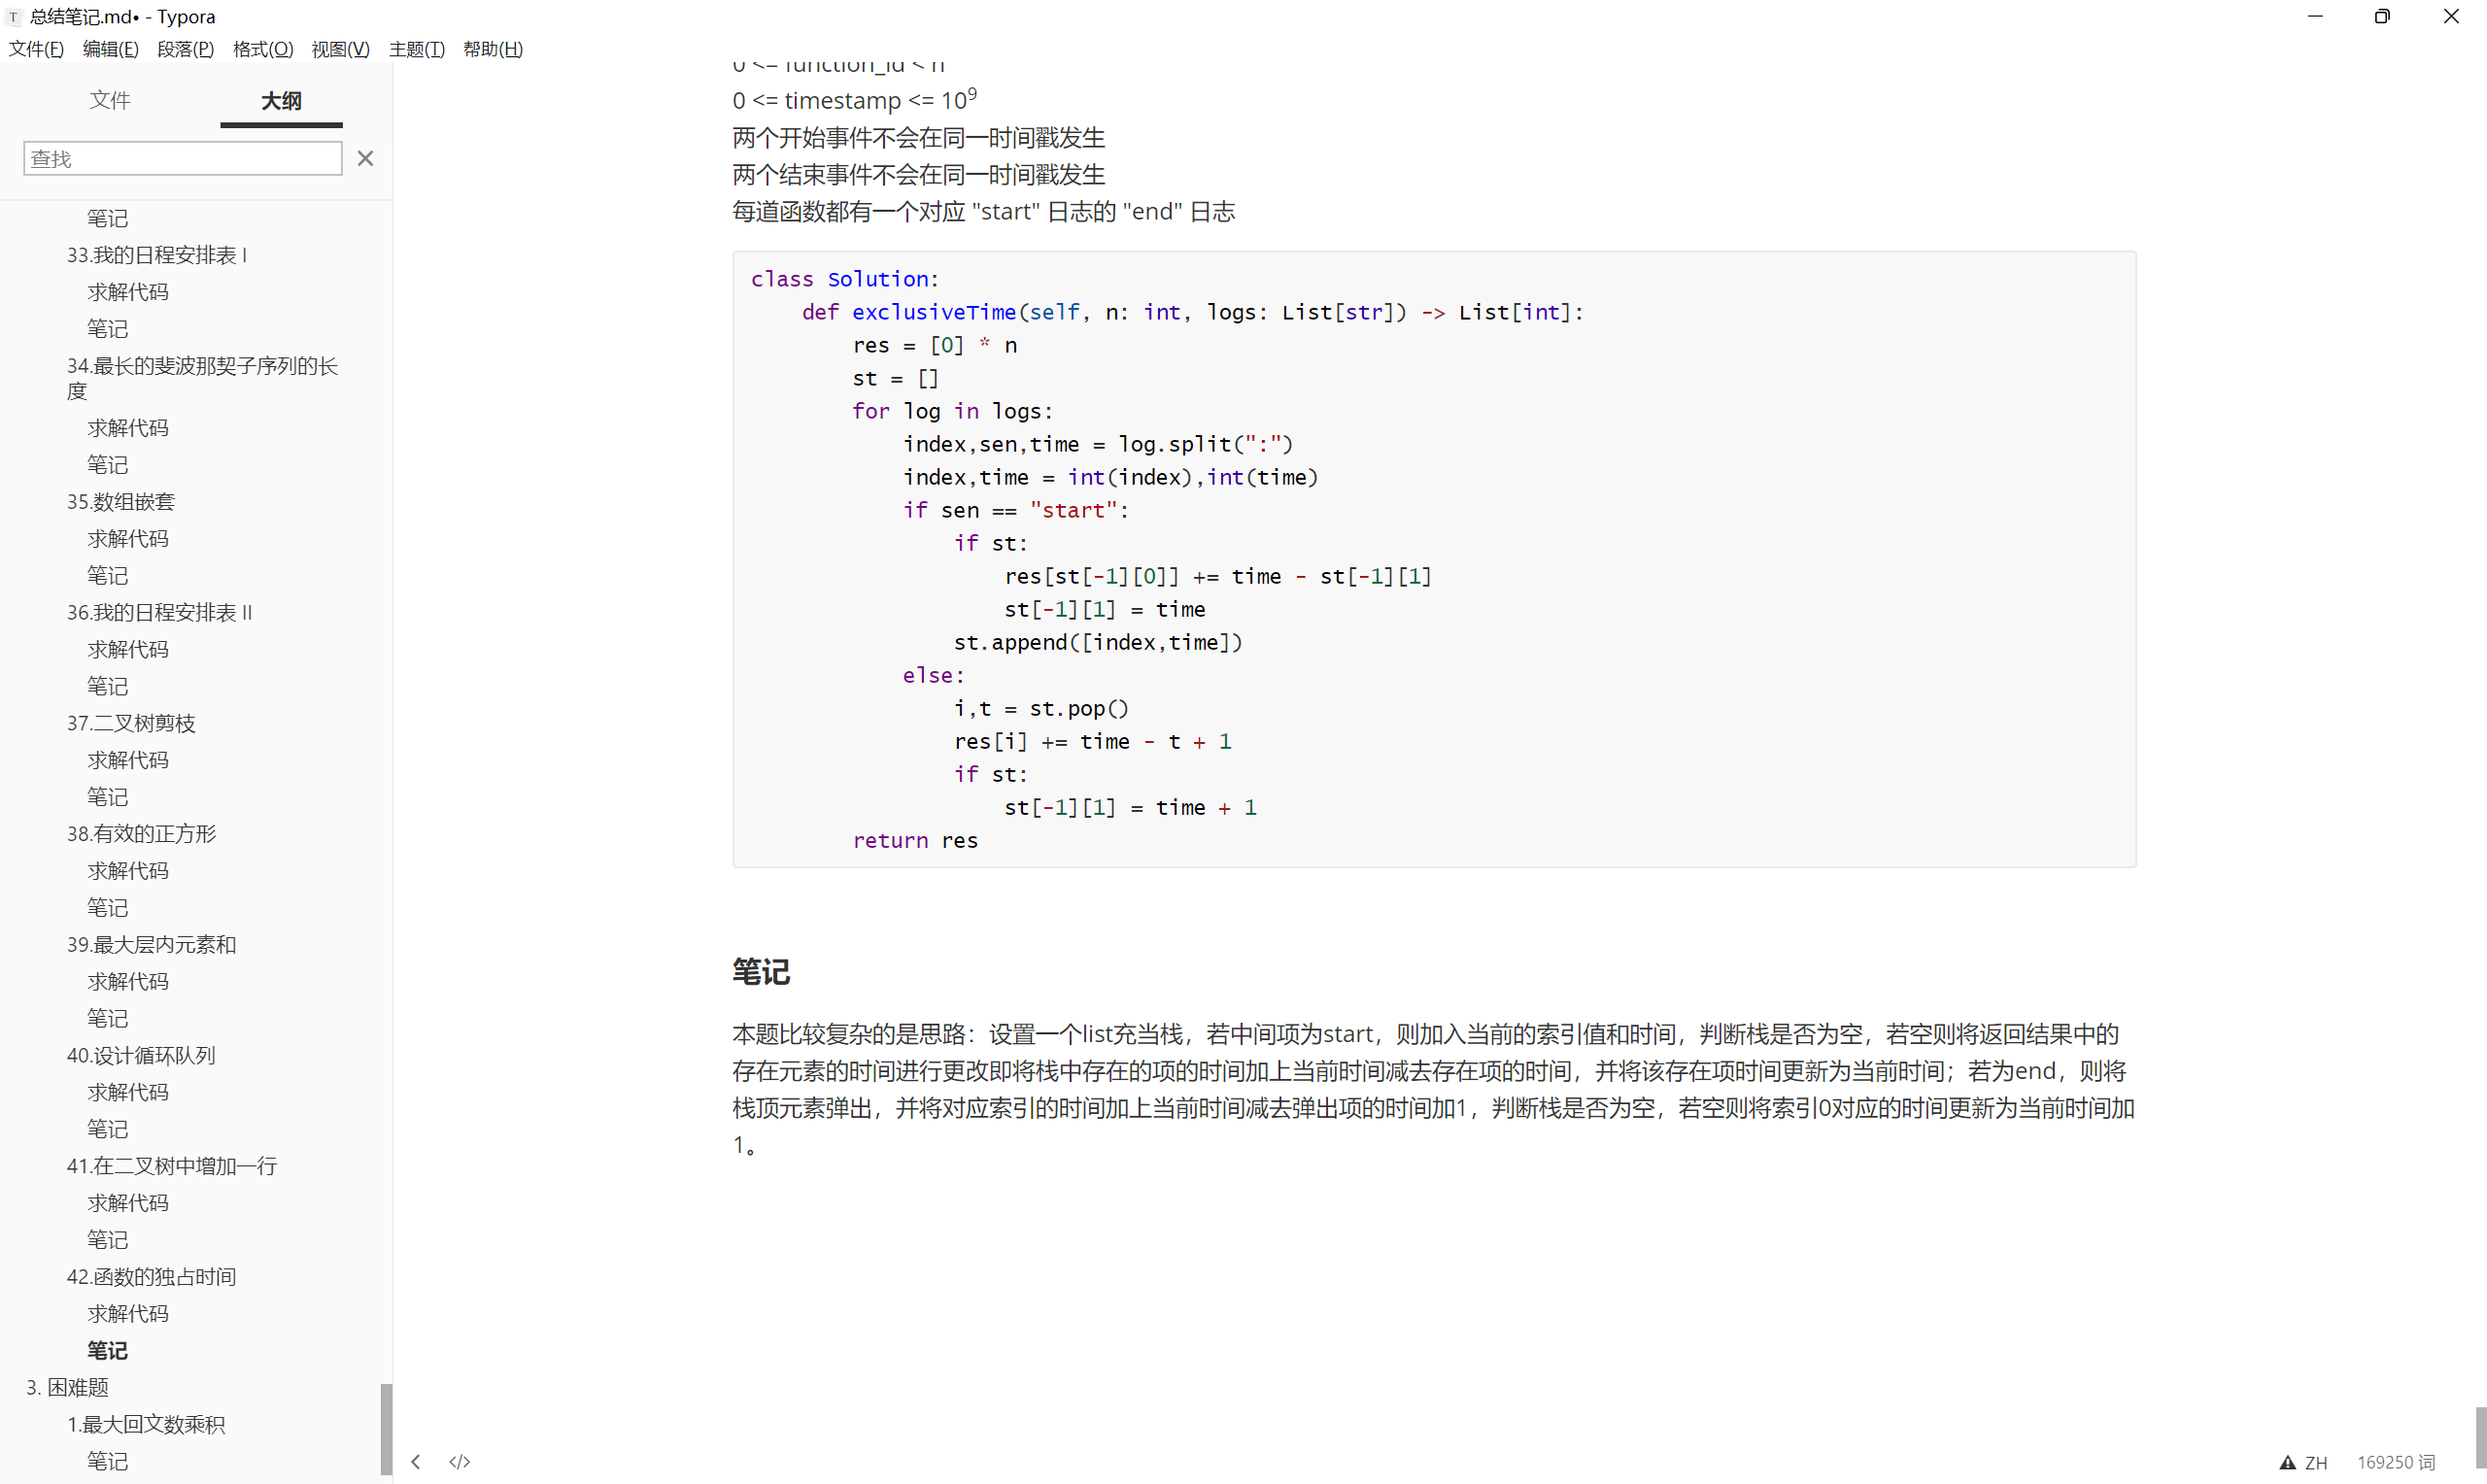 总结笔记.md• - Typora
文件(F) 编辑(E) 段落(P) 格式(O) 视图(V) 主题(T) 帮助(H)
文件 大纲
查找
笔记
33.我的日程安排表 I
求解代码
笔记
34.最长的斐波那契子序列的长
度
求解代码
笔记
35.数组嵌套
求解代码
笔记
36.我的日程安排表 II
求解代码
笔记
37.二叉树剪枝
求解代码
笔记
38.有效的正方形
求解代码
笔记
39.最大层内元素和
求解代码
笔记
40.设计循环队列
求解代码
笔记
41.在二叉树中增加一行
求解代码
笔记
42.函数的独占时间
求解代码
笔记
3. 困难题
1.最大回文数乘积
笔记
0 <= function_id < n
0 <= timestamp <= 10⁹
两个开始事件不会在同一时间戳发生
两个结束事件不会在同一时间戳发生
每道函数都有一个对应 "start" 日志的 "end" 日志
class Solution:
    def exclusiveTime(self, n: int, logs: List[str]) -> List[int]:
        res = [0] * n
        st = []
        for log in logs:
            index,sen,time = log.split(":")
            index,time = int(index),int(time)
            if sen == "start":
                if st:
                    res[st[-1][0]] += time - st[-1][1]
                    st[-1][1] = time
                st.append([index,time])
            else:
                i,t = st.pop()
                res[i] += time - t + 1
                if st:
                    st[-1][1] = time + 1
        return res
笔记
本题比较复杂的是思路：设置一个list充当栈，若中间项为start，则加入当前的索引值和时间，判断栈是否为空，若空则将返回结果中的
存在元素的时间进行更改即将栈中存在的项的时间加上当前时间减去存在项的时间，并将该存在项时间更新为当前时间；若为end，则将
栈顶元素弹出，并将对应索引的时间加上当前时间减去弹出项的时间加1，判断栈是否为空，若空则将索引0对应的时间更新为当前时间加
1。
</> ZH 169250 词